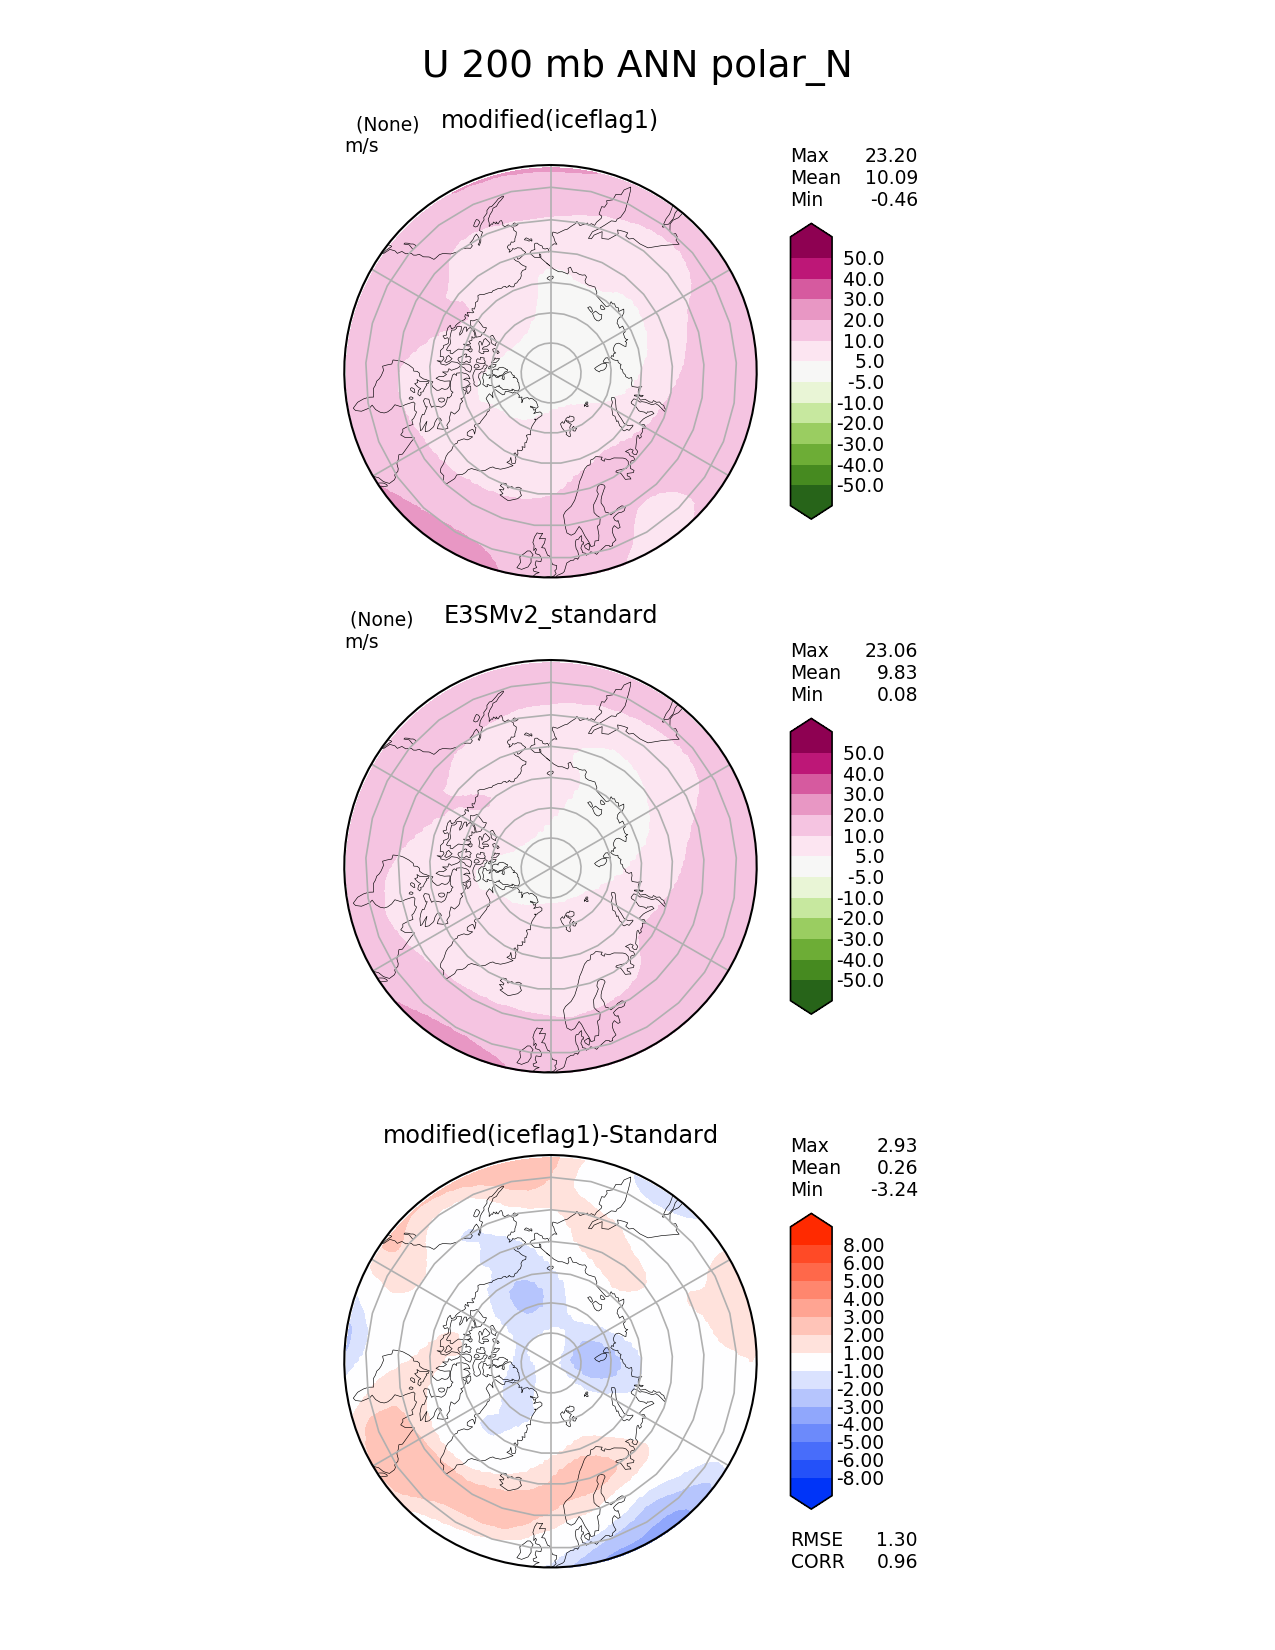 U 200 mb ANN polar_N
(None) modified(iceflag1)
m/s
Max 23.20
Mean 10.09
Min -0.46
50.0
40.0
30.0
20.0
10.0
5.0
-5.0
-10.0
-20.0
-30.0
-40.0
-50.0
(None) E3SMv2_standard
m/s
Max 23.06
Mean 9.83
Min 0.08
50.0
40.0
30.0
20.0
10.0
5.0
-5.0
-10.0
-20.0
-30.0
-40.0
-50.0
modified(iceflag1)-Standard
Max 2.93
Mean 0.26
Min -3.24
8.00
6.00
5.00
4.00
3.00
2.00
1.00
-1.00
-2.00
-3.00
-4.00
-5.00
-6.00
-8.00
RMSE 1.30
CORR 0.96